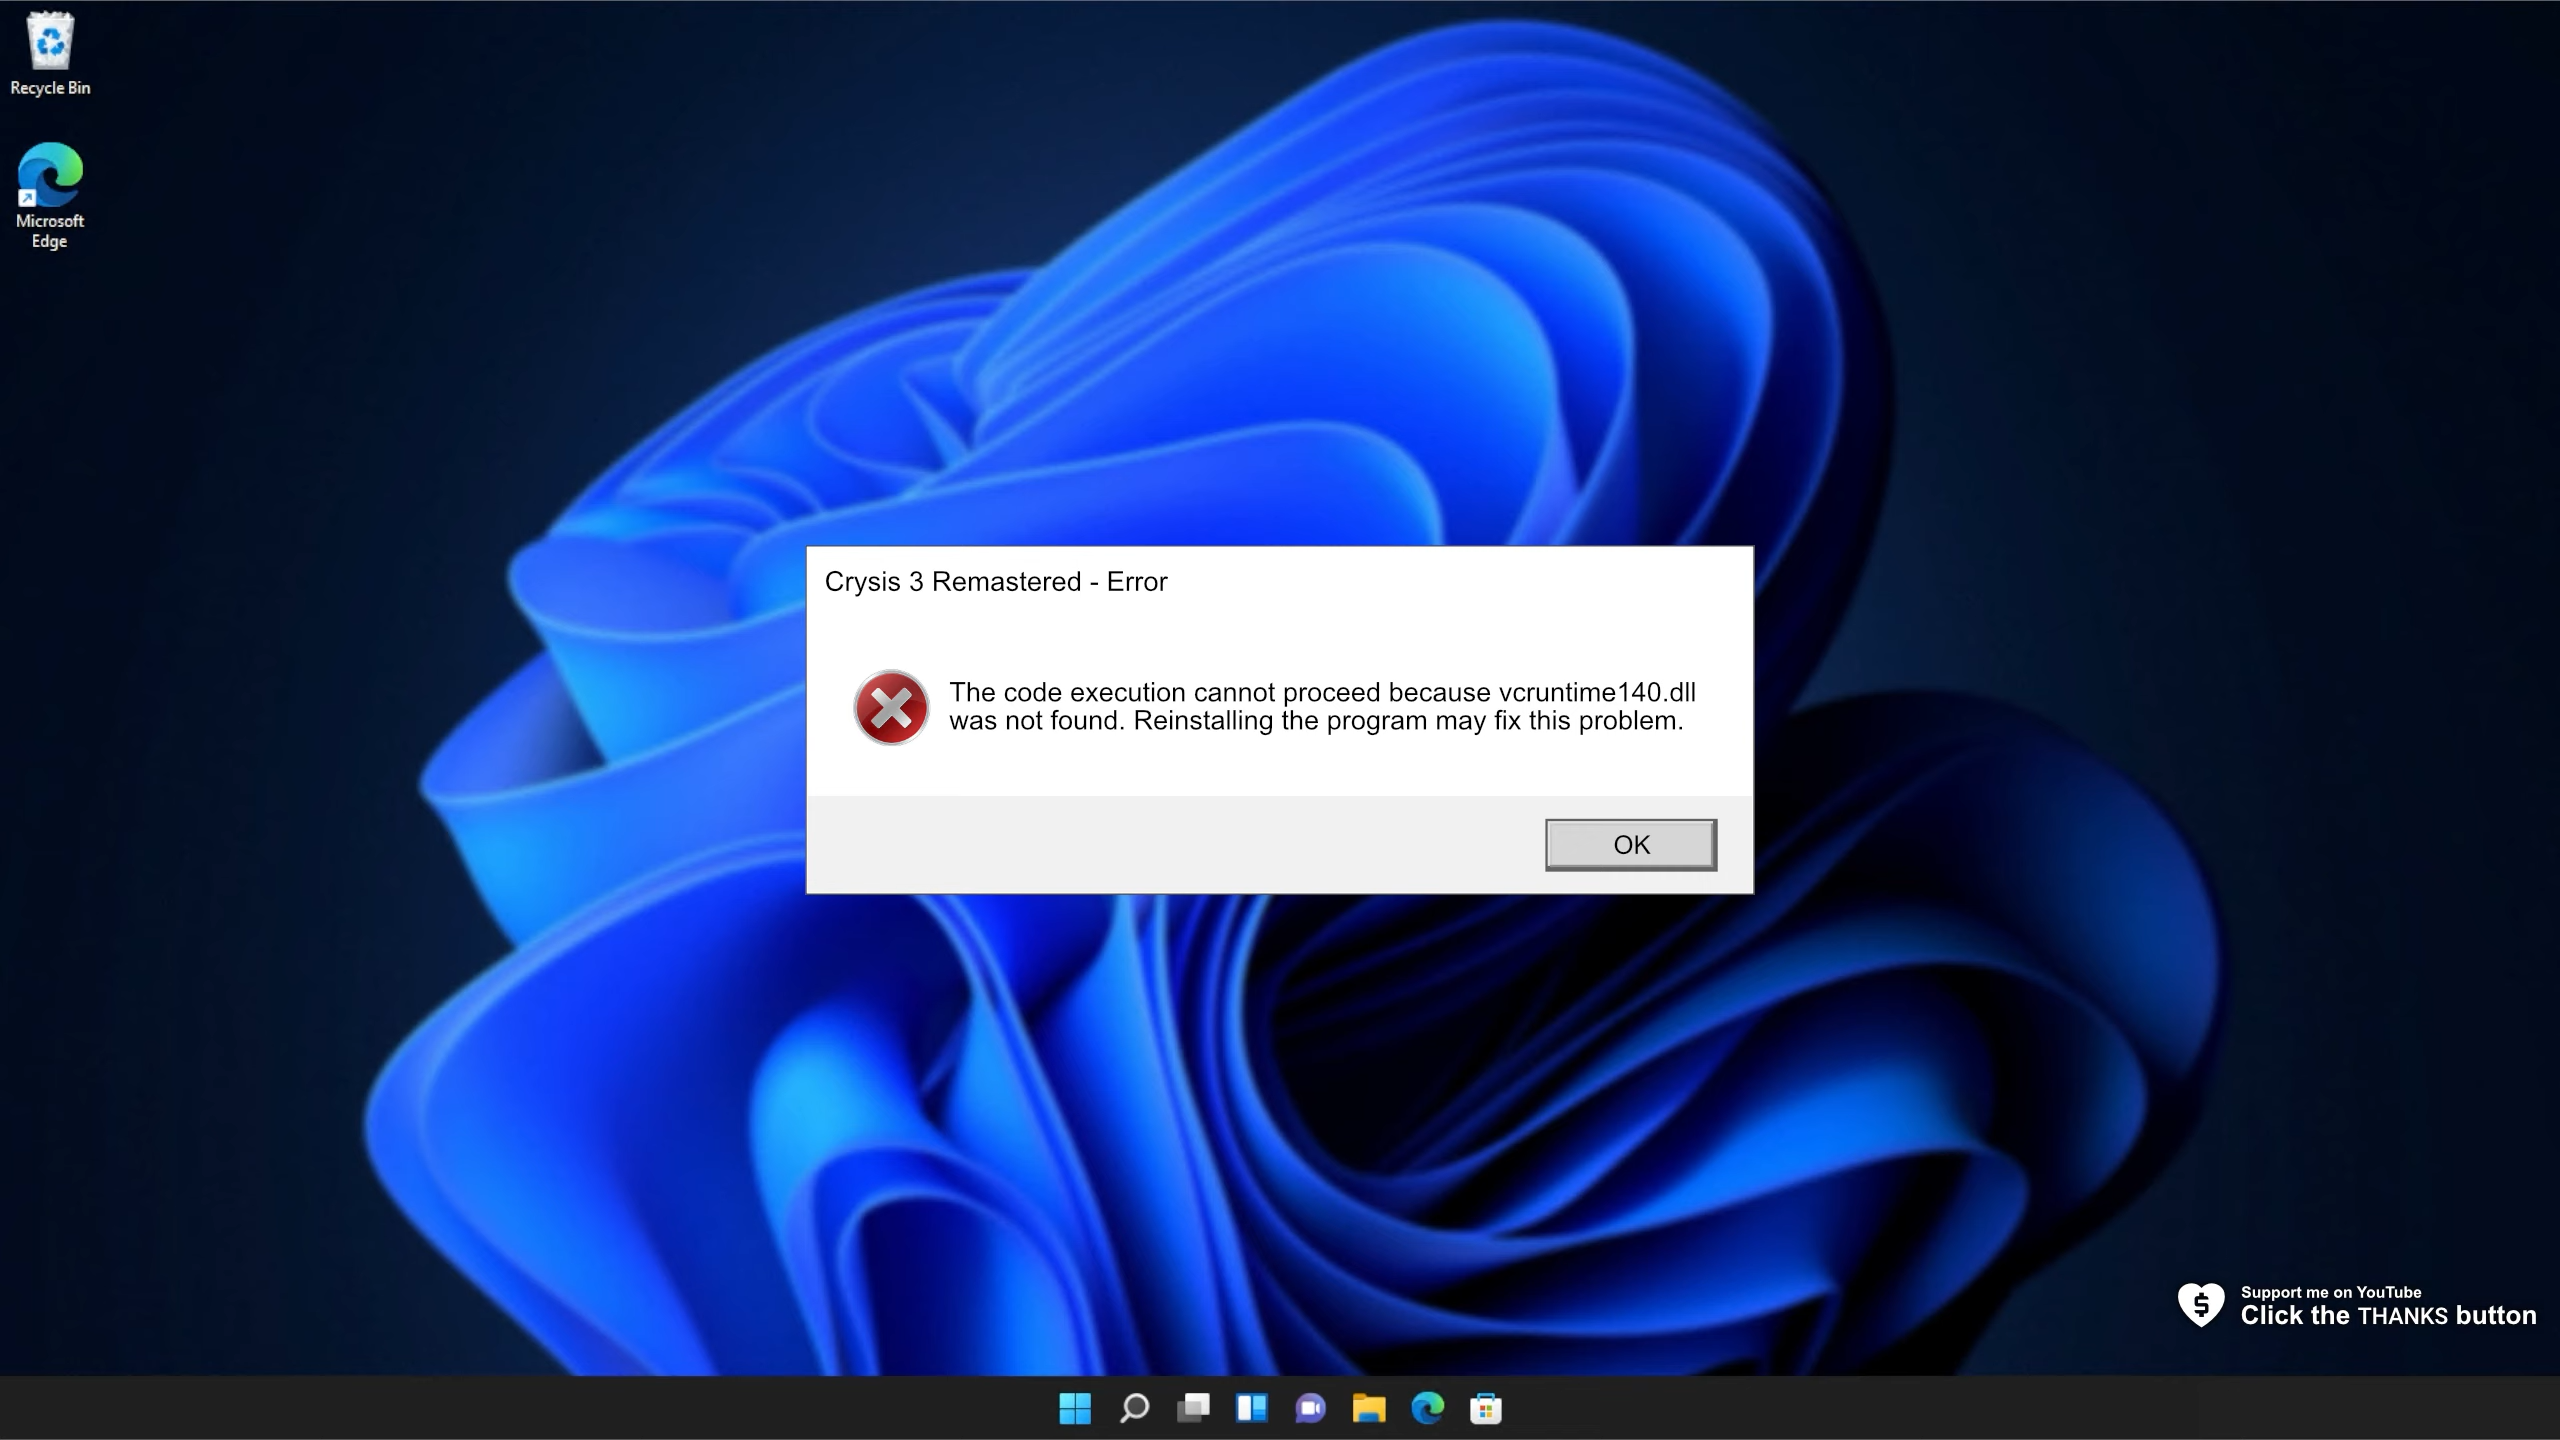 Recycle Bin
Microsoft
Edge
Crysis 3 Remastered - Error
The code execution cannot proceed because vcruntime140.dll
was not found. Reinstalling the program may fix this problem.
OK
Support me on YouTube
Click the THANKS button